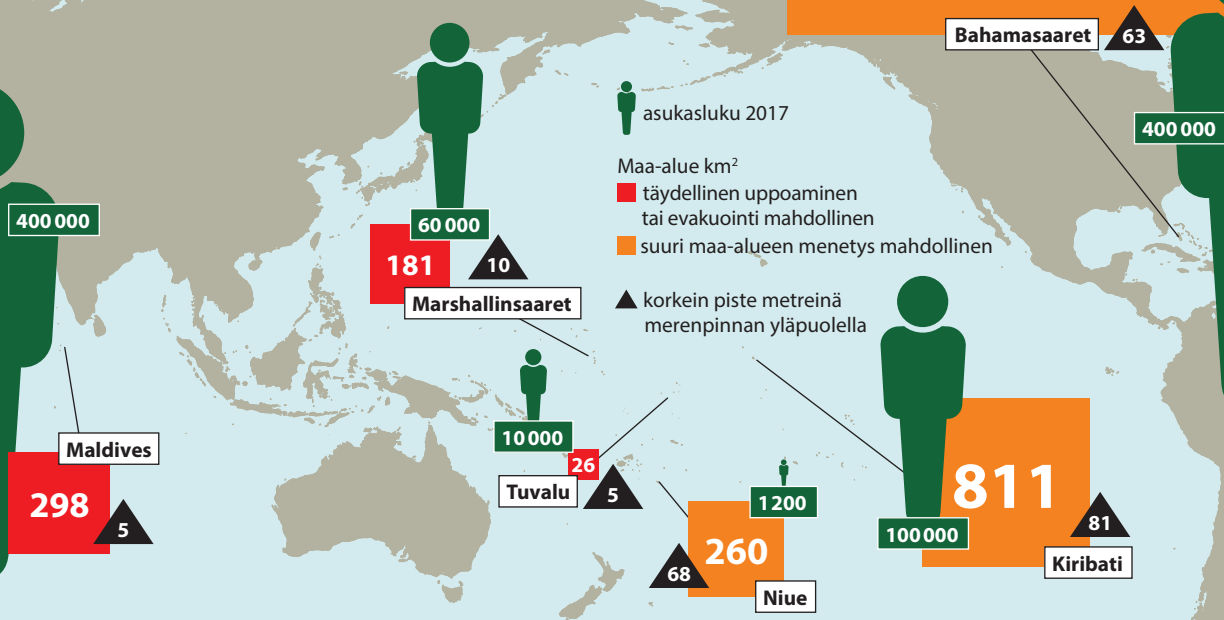 Bahamasaaret
63
400 000
asukasluku 2017
Maa-alue km²
täydellinen uppoaminen
tai evakuointi mahdollinen
suuri maa-alueen menetys mahdollinen
korkein piste metreinä
merenpinnan yläpuolella
400 000
60 000
181
10
Marshallinsaaret
Maldives
298
5
10 000
26
Tuvalu
5
1 200
260
68
Niue
811
100 000
81
Kiribati